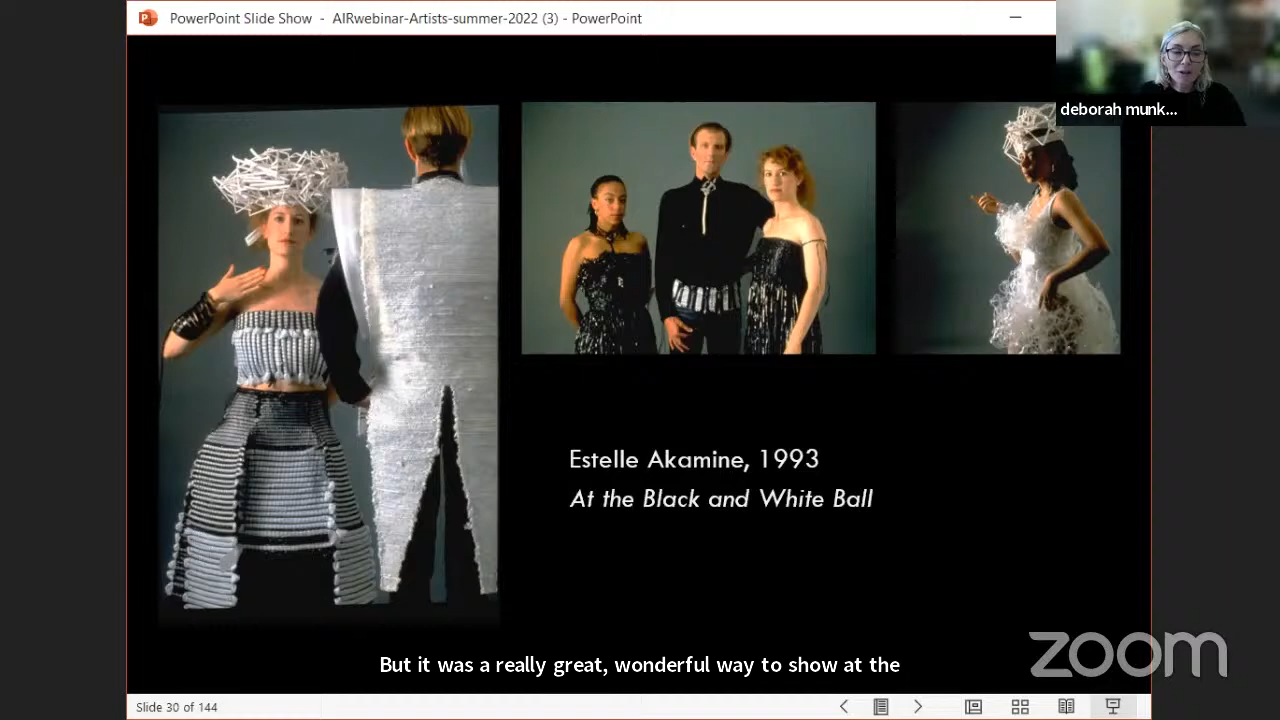 PowerPoint Slide Show - AIRwebinar-Artists-summer-2022 (3) - PowerPoint
deborah munk...
Estelle Akamine, 1993
At the Black and White Ball
But it was a really great, wonderful way to show at the
zoom
Slide 30 of 144